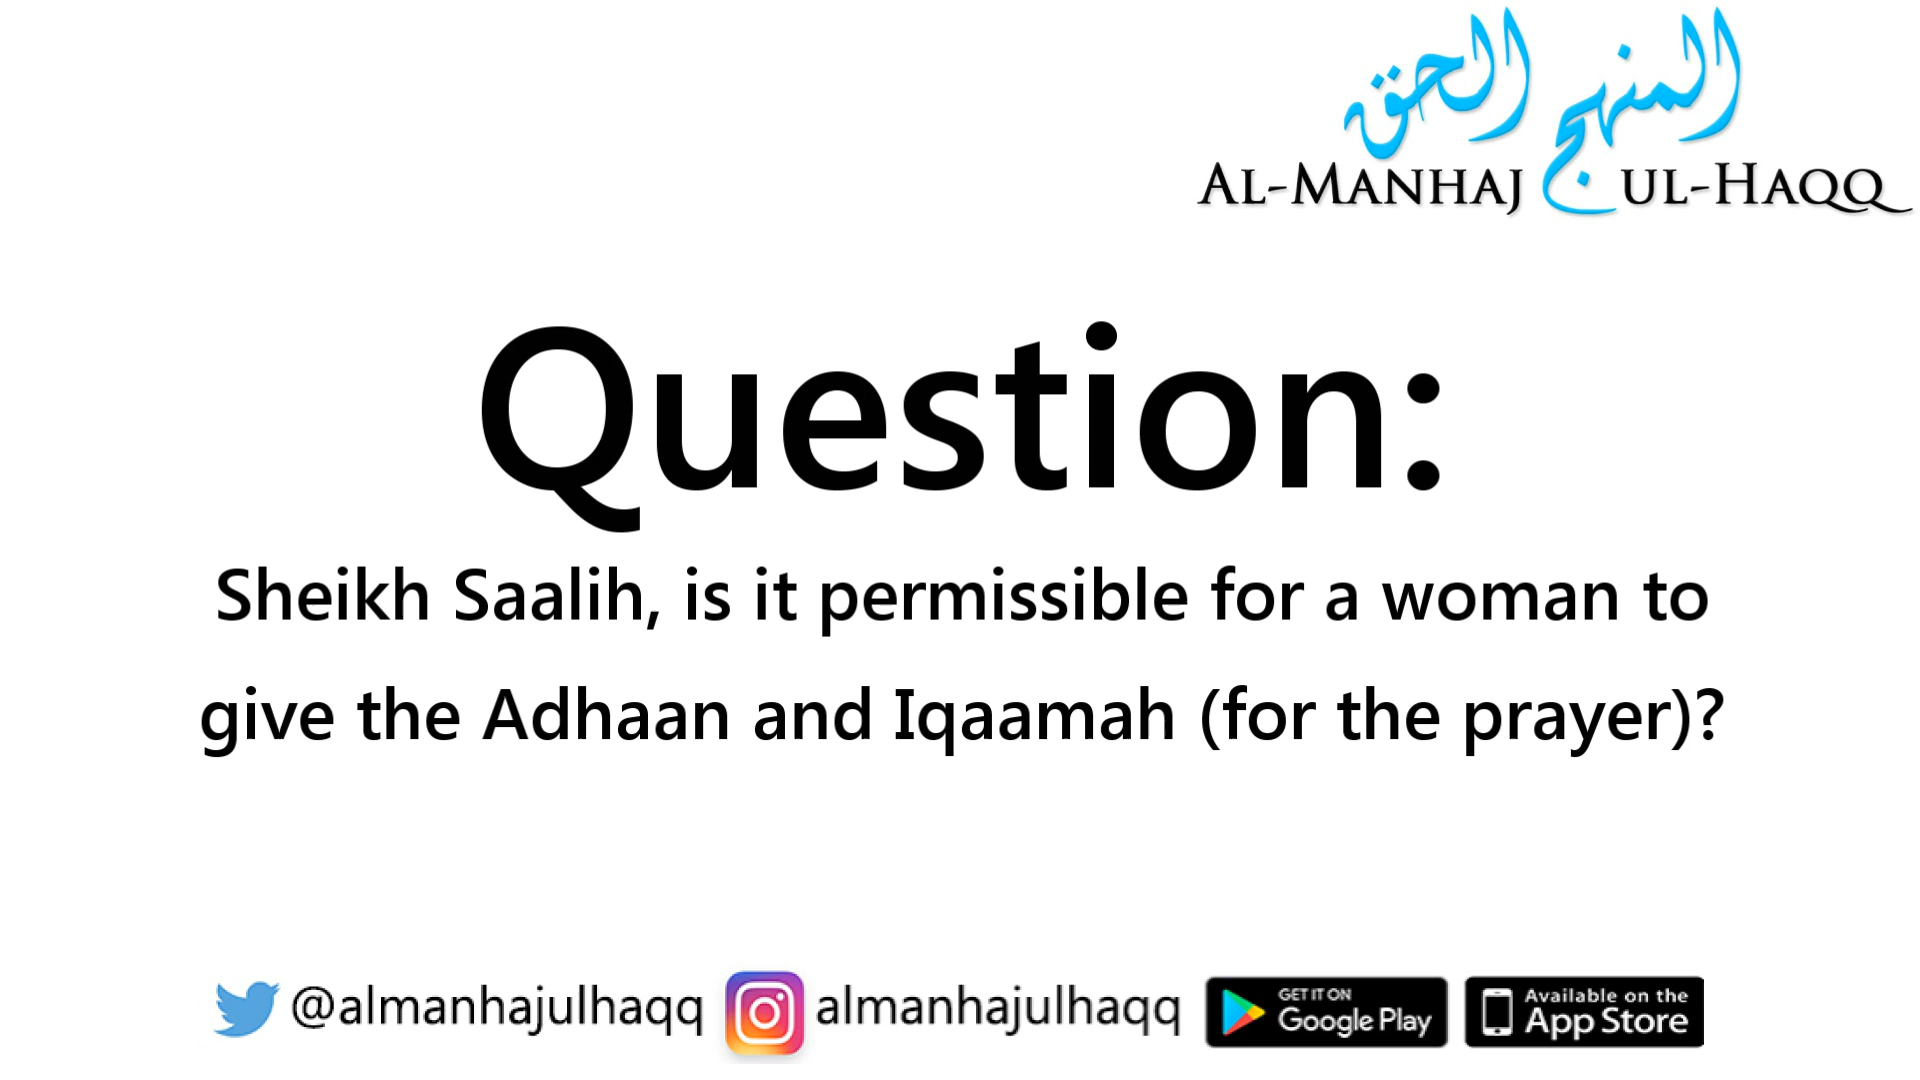 المنهج الحق
AL-MANHAJ UL-HAQQ
Question:
Sheikh Saalih, is it permissible for a woman to
give the Adhaan and Iqaamah (for the prayer)?
@almanhajulhaqq almanhajulhaqq
GET IT ON
Google Play
Available on the
App Store